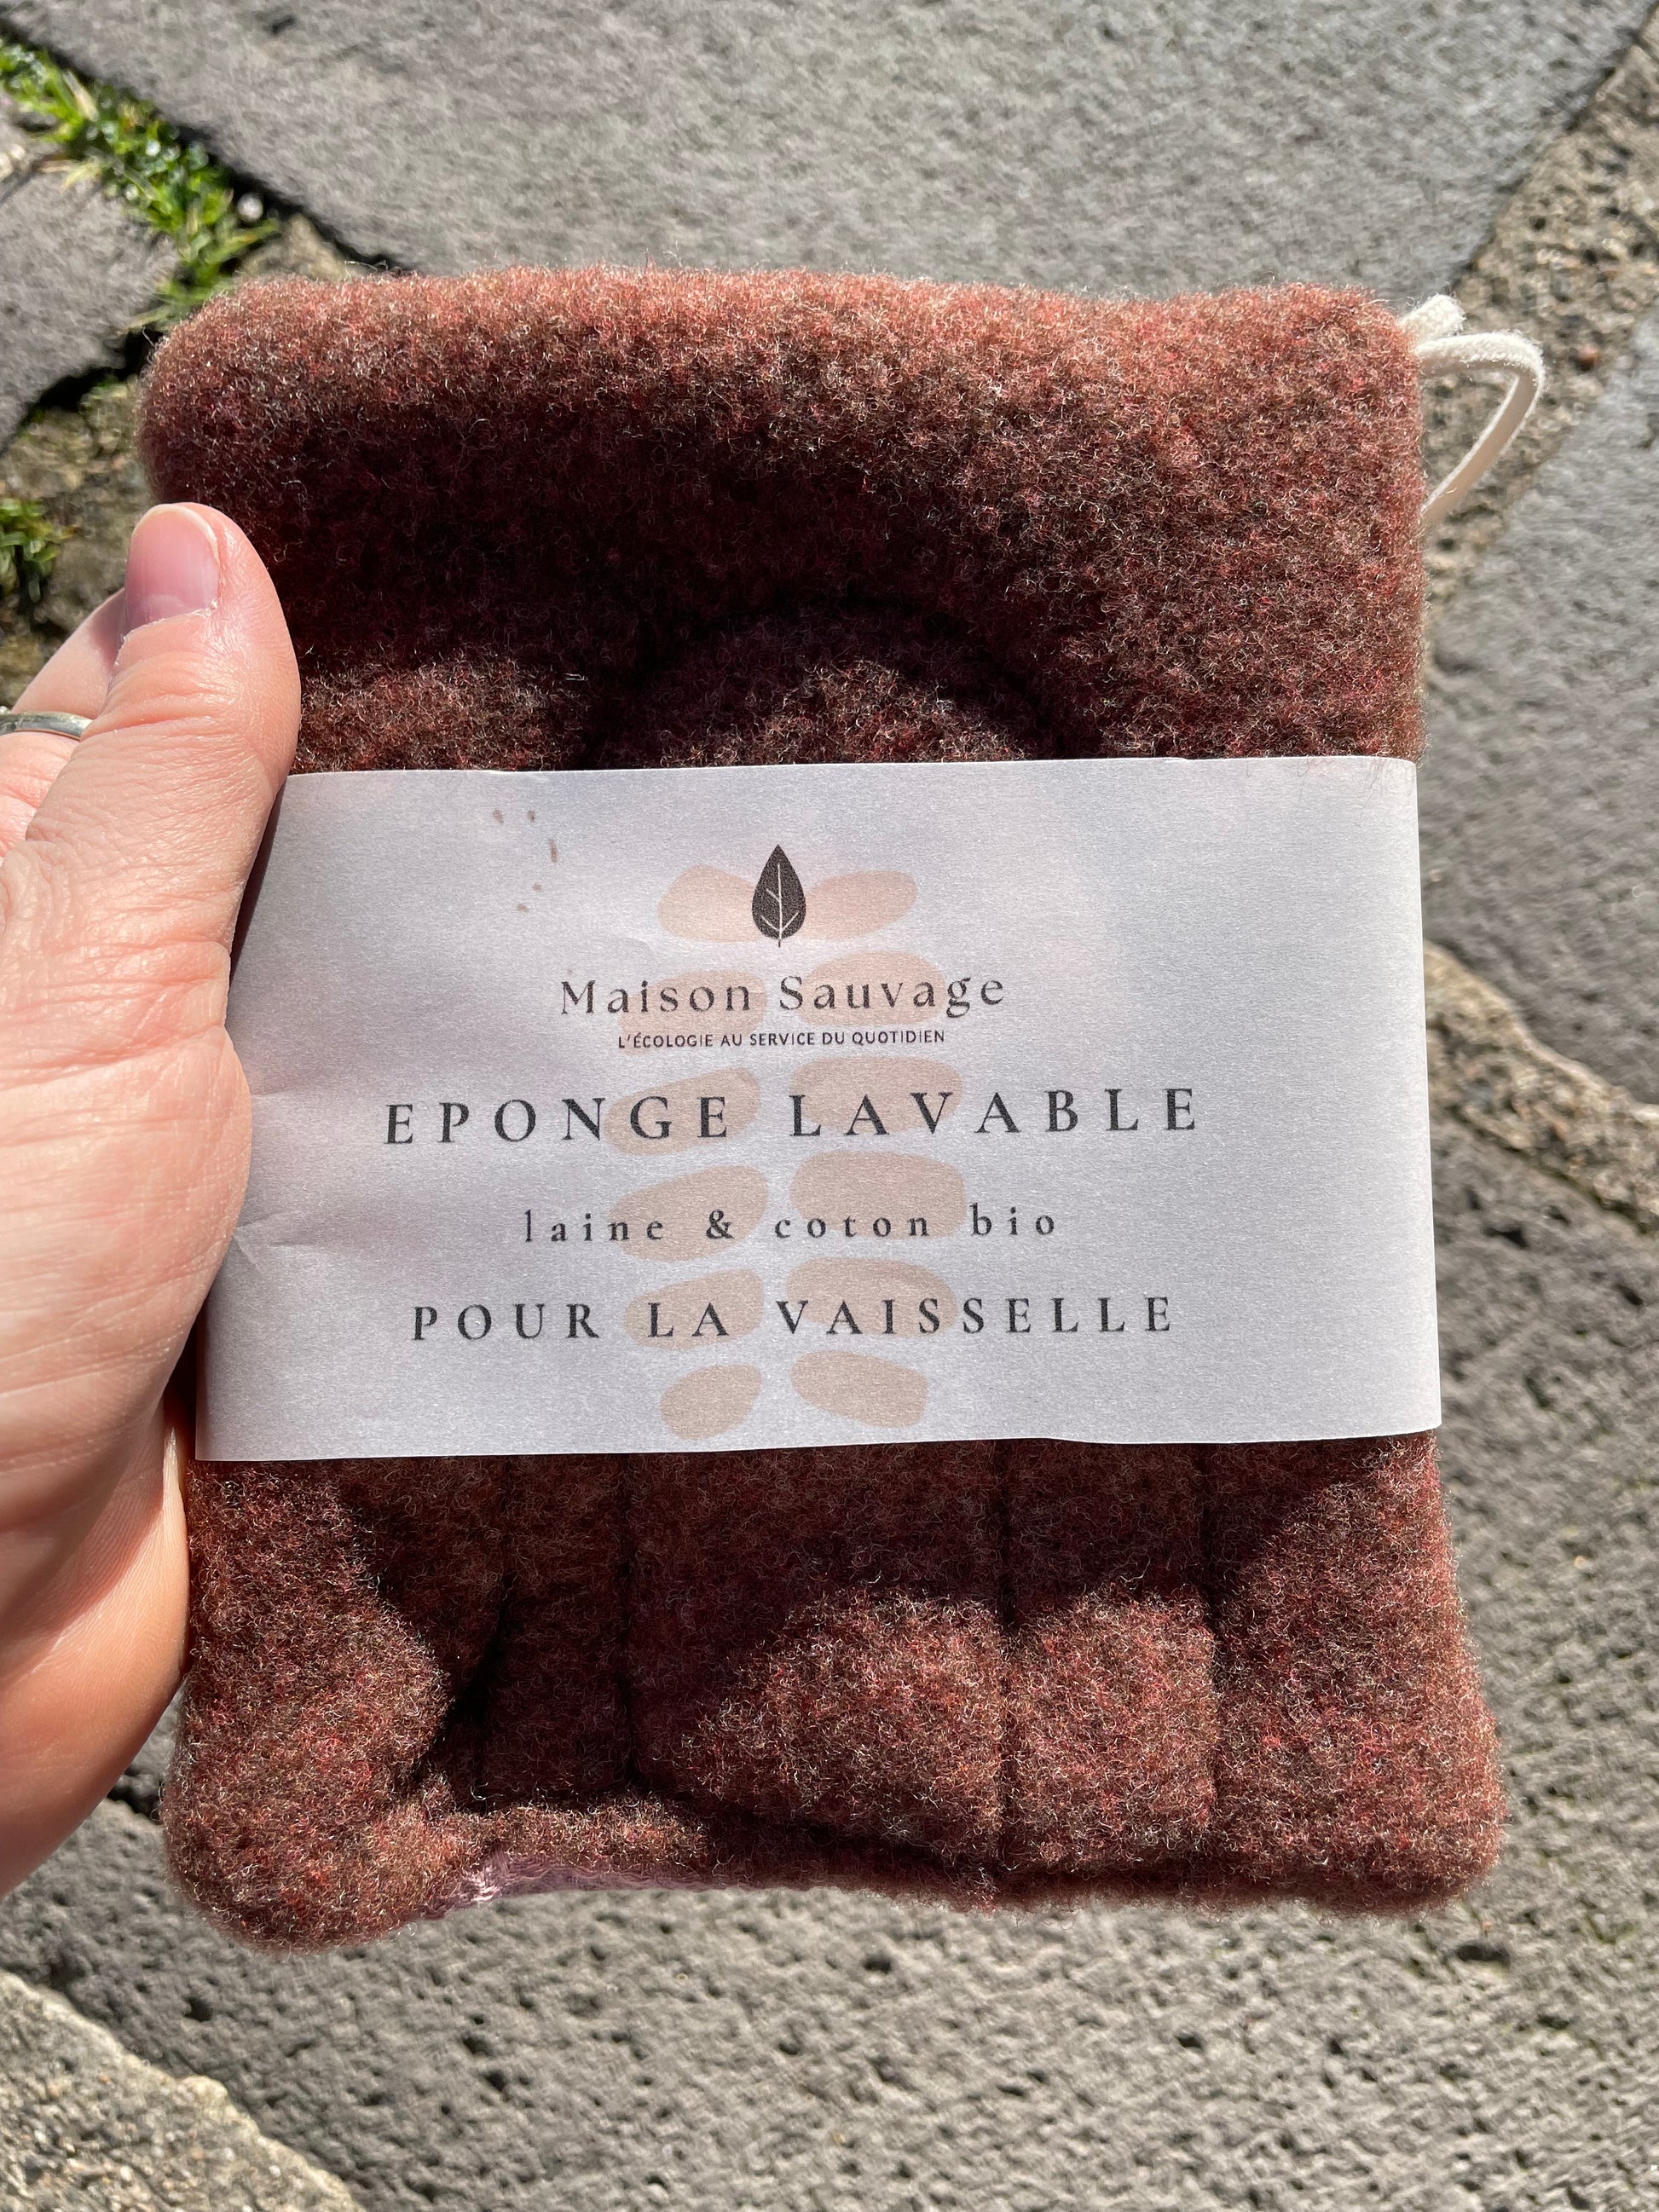 Maison Sauvage
L'ÉCOLOGIE AU SERVICE DU QUOTIDIEN
EPONGE LAVABLE
laine & coton bio
POUR LA VAISSELLE